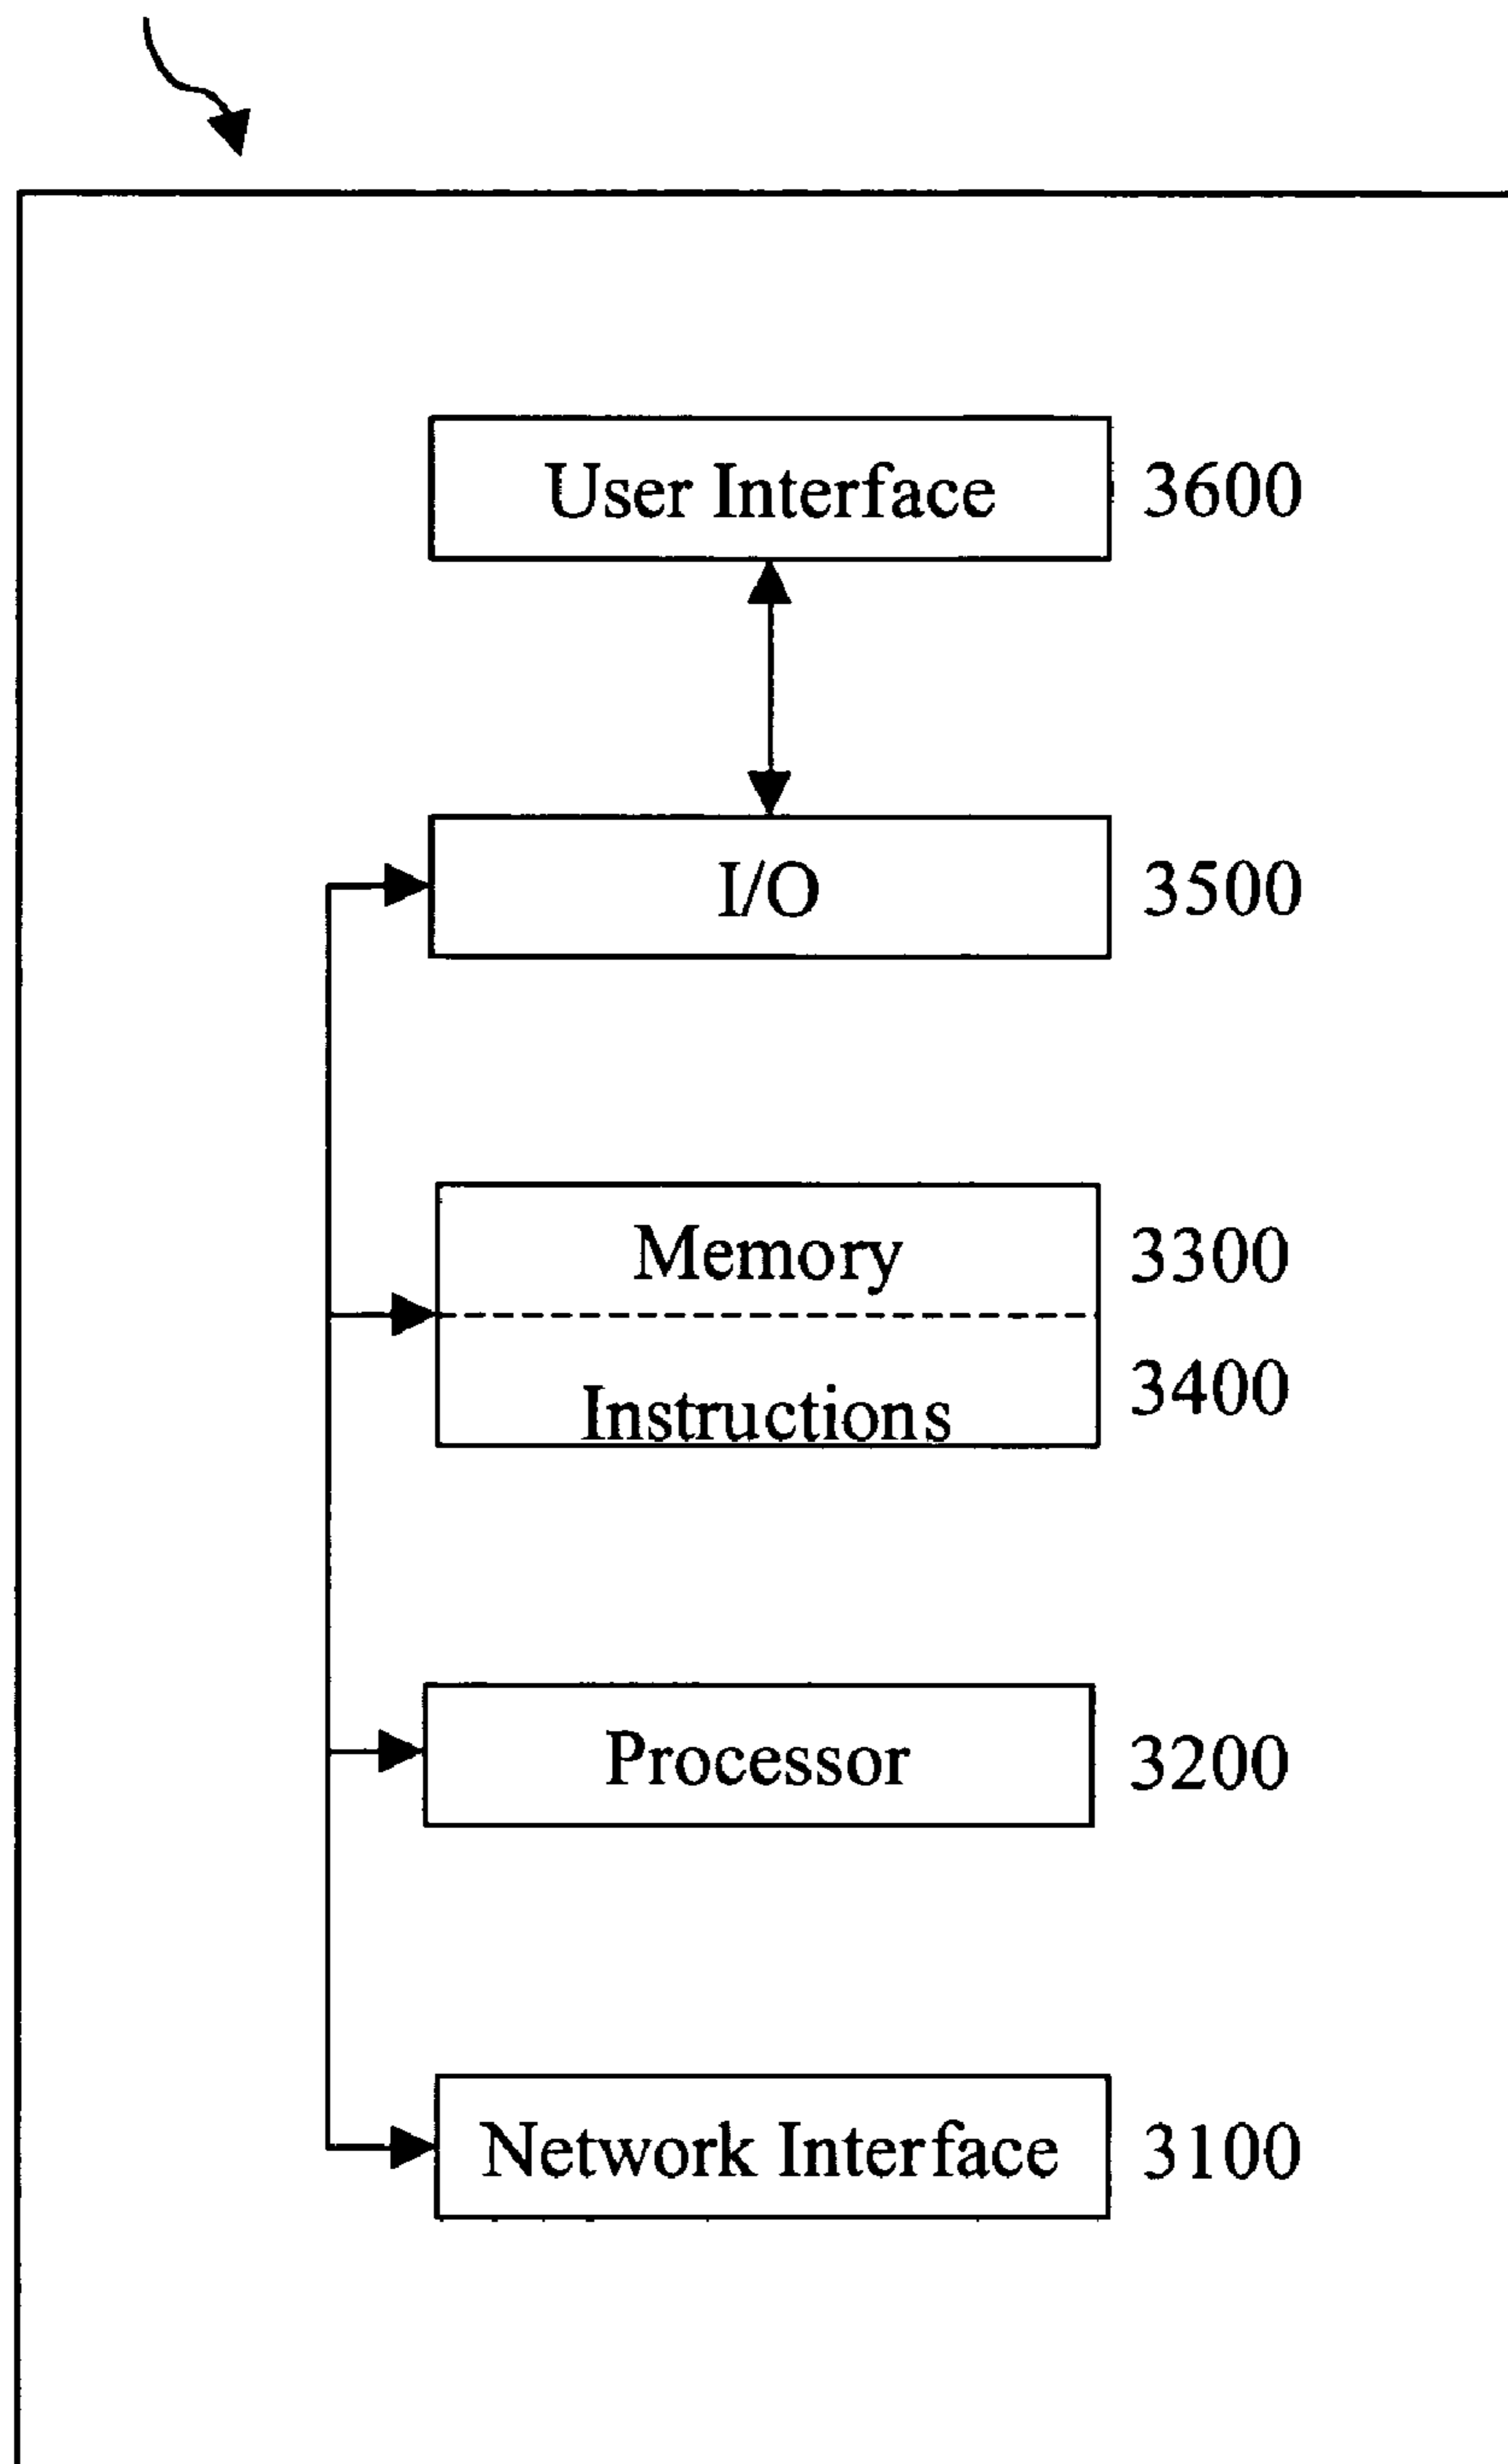 User Interface 3600
I/O 3500
Memory 3300
Instructions 3400
Processor 3200
Network Interface 3100